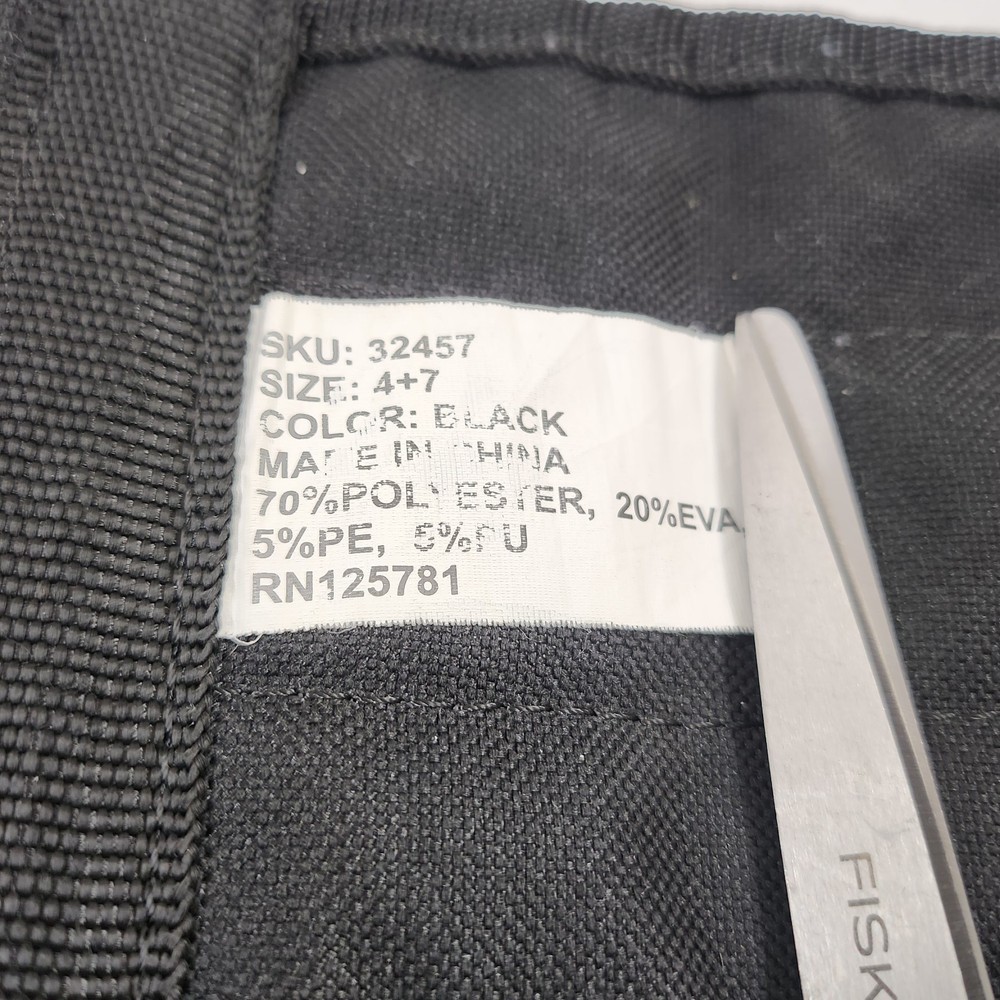 SKU: 32457
SIZE: 4+7
COLOR: BLACK
MADE IN CHINA
70%POLYESTER, 20%EVA,
5%PE, 5%PU
RN125781
FISK